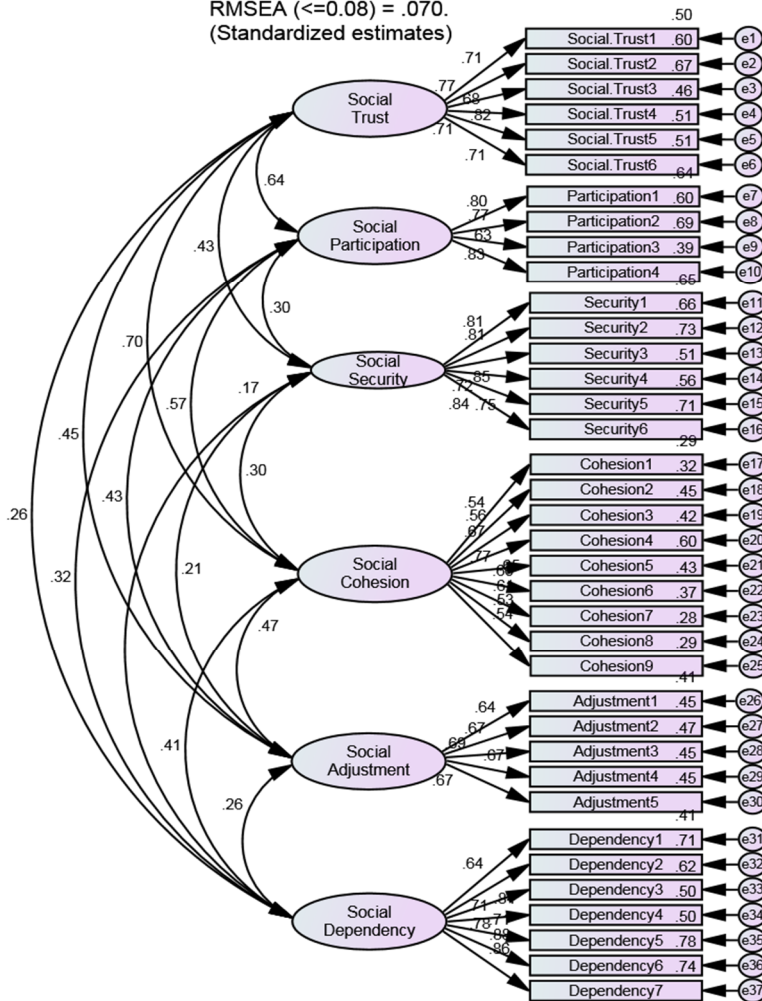 RMSEA (<=0.08) = .070.
(Standardized estimates)
.50
Social.Trust1 .60 e1
Social.Trust2 .67 e2
Social.Trust3 .46 e3
Social.Trust4 .51 e4
Social.Trust5 .51 e5
Social.Trust6 e6
.71
.77
.68
.82
.71
.71
Social
Trust
.64
.64
Participation1 .60 e7
Participation2 .69 e8
Participation3 .39 e9
Participation4 e10
.80
.77
.63
.83
Social
Participation
.43
.65
Security1 .66 e11
Security2 .73 e12
Security3 .51 e13
Security4 .56 e14
Security5 .71 e15
Security6 e16
.30
.81
.81
.85
.72
.84 .75
Social
Security
.70
.17
.57
.45
.29
Cohesion1 .32 e17
Cohesion2 .45 e18
Cohesion3 .42 e19
Cohesion4 .60 e20
Cohesion5 .43 e21
Cohesion6 .37 e22
Cohesion7 .28 e23
Cohesion8 .29 e24
Cohesion9 e25
.30
.43
.26
.54
.56
.67
.77
.53
.54
Social
Cohesion
.21
.32
.47
.41
Adjustment1 .45 e26
Adjustment2 .47 e27
Adjustment3 .45 e28
Adjustment4 .45 e29
Adjustment5 e30
.64
.67
.69
.67
.67
Social
Adjustment
.41
.26
.41
Dependency1 .71 e31
Dependency2 .62 e32
Dependency3 .50 e33
Dependency4 .50 e34
Dependency5 .78 e35
Dependency6 .74 e36
Dependency7 e37
.64
.71
.78
.88
.86
Social
Dependency